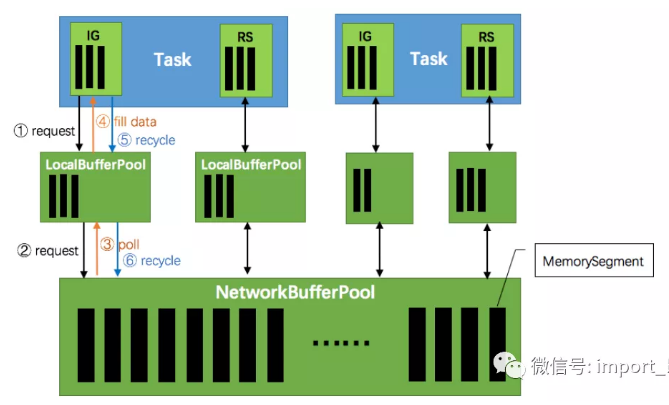 IG
RS
Task
IG
RS
Task
① request
④ fill data
⑤ recycle
LocalBufferPool
LocalBufferPool
② request
③ poll
⑥ recycle
MemorySegment
NetworkBufferPool
......
微信号: import_